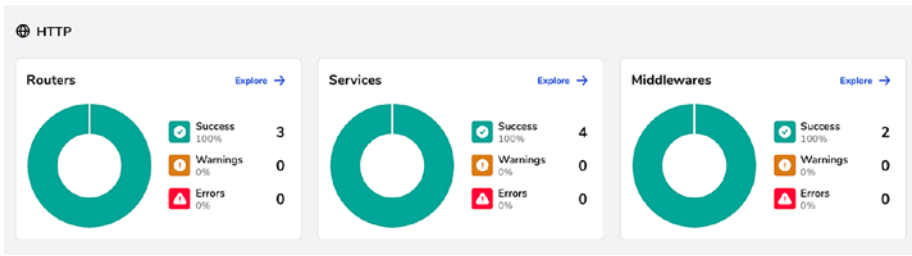 HTTP
Routers
Explore →
Success
100%
3
Warnings
0%
0
Errors
0%
0
Services
Explore →
Success
100%
4
Warnings
0%
0
Errors
0%
0
Middlewares
Explore →
Success
100%
2
Warnings
0%
0
Errors
0%
0